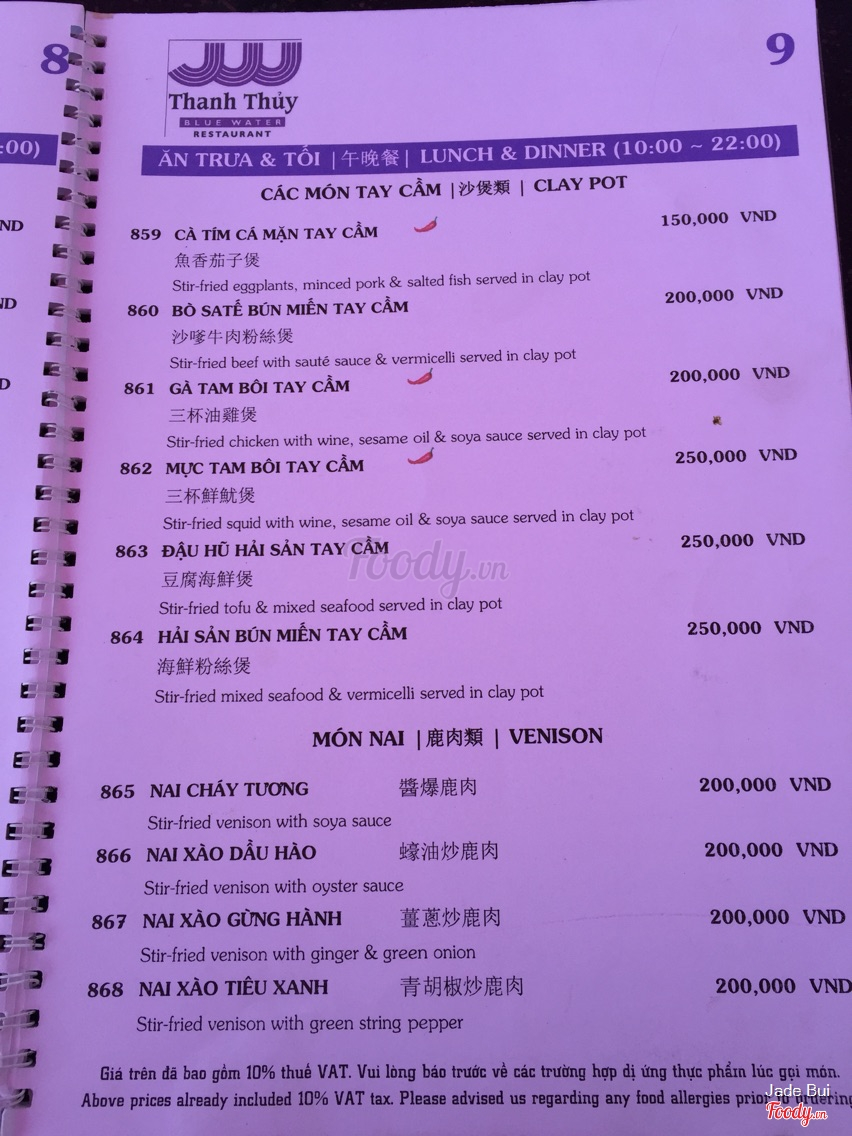 8
:00)
ND
ND
D
9
Thanh Thủy
BLUE WATER
RESTAURANT
ĂN TRƯA & TỐI | 午晚餐 | LUNCH & DINNER (10:00 ~ 22:00)
CÁC MÓN TAY CẦM | 沙煲類 | CLAY POT
859 CÀ TÍM CÁ MẶN TAY CẦM 150,000 VND
魚香茄子煲
Stir-fried eggplants, minced pork & salted fish served in clay pot
860 BÒ SATẾ BÚN MIẾN TAY CẦM 200,000 VND
沙嗲牛肉粉絲煲
Stir-fried beef with sauté sauce & vermicelli served in clay pot
861 GÀ TAM BÔI TAY CẦM 200,000 VND
三杯油雞煲
Stir-fried chicken with wine, sesame oil & soya sauce served in clay pot
862 MỰC TAM BÔI TAY CẦM 250,000 VND
三杯鮮魷煲
Stir-fried squid with wine, sesame oil & soya sauce served in clay pot
863 ĐẬU HŨ HẢI SẢN TAY CẦM 250,000 VND
豆腐海鮮煲
Stir-fried tofu & mixed seafood served in clay pot
864 HẢI SẢN BÚN MIẾN TAY CẦM 250,000 VND
海鮮粉絲煲
Stir-fried mixed seafood & vermicelli served in clay pot
MÓN NAI | 鹿肉類 | VENISON
865 NAI CHÁY TƯƠNG 醬爆鹿肉 200,000 VND
Stir-fried venison with soya sauce
866 NAI XÀO DẦU HÀO 蠔油炒鹿肉 200,000 VND
Stir-fried venison with oyster sauce
867 NAI XÀO GỪNG HÀNH 薑蔥炒鹿肉 200,000 VND
Stir-fried venison with ginger & green onion
868 NAI XÀO TIÊU XANH 青胡椒炒鹿肉 200,000 VND
Stir-fried venison with green string pepper
Giá trên đã bao gồm 10% thuế VAT. Vui lòng báo trước về các trường hợp dị ứng thực phẩm lúc gọi món.
Above prices already included 10% VAT tax. Please advised us regarding any food allergies prior to ordering
Foody.vn
Jade Bui
Foody.vn